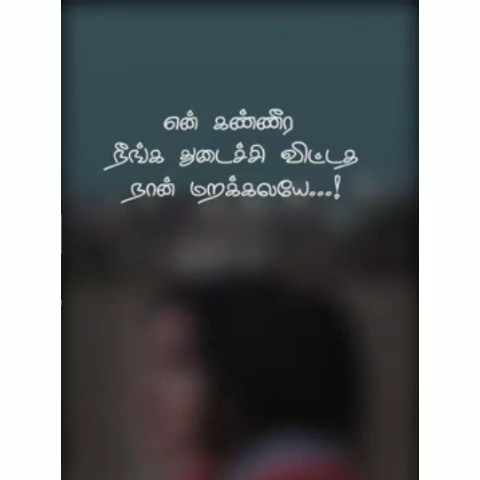 என் கண்ணீர
நீங்க துடைச்சி விட்டத
நான் மறக்கலயே...!